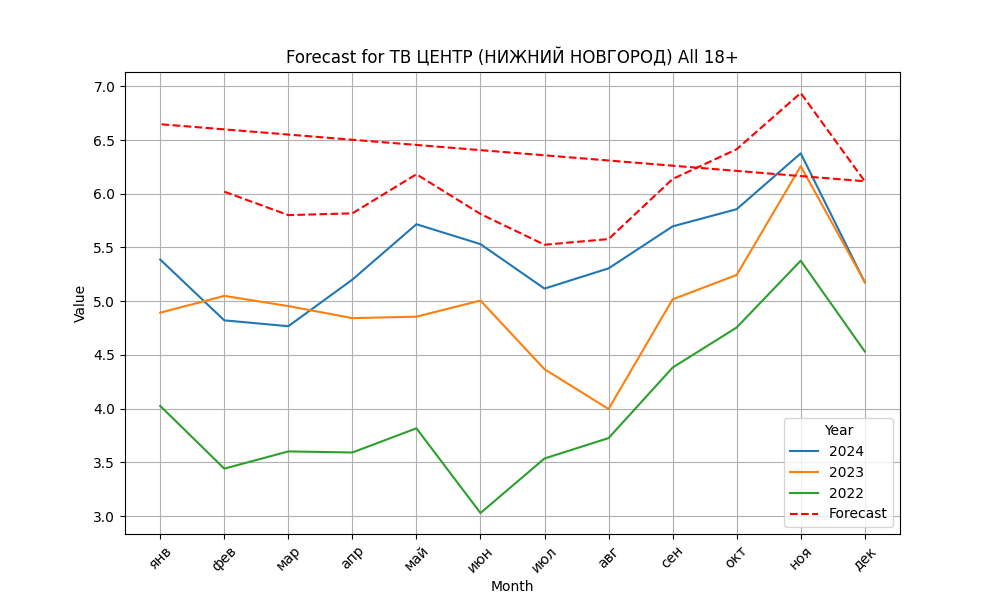 Forecast for ТВ ЦЕНТР (НИЖНИЙ НОВГОРОД) All 18+
7.0
6.5
6.0
5.5
5.0
4.5
4.0
3.5
3.0
Value
янв
фев
мар
апр
май
июн
июл
авг
сен
окт
ноя
дек
Month
Year
2024
2023
2022
Forecast